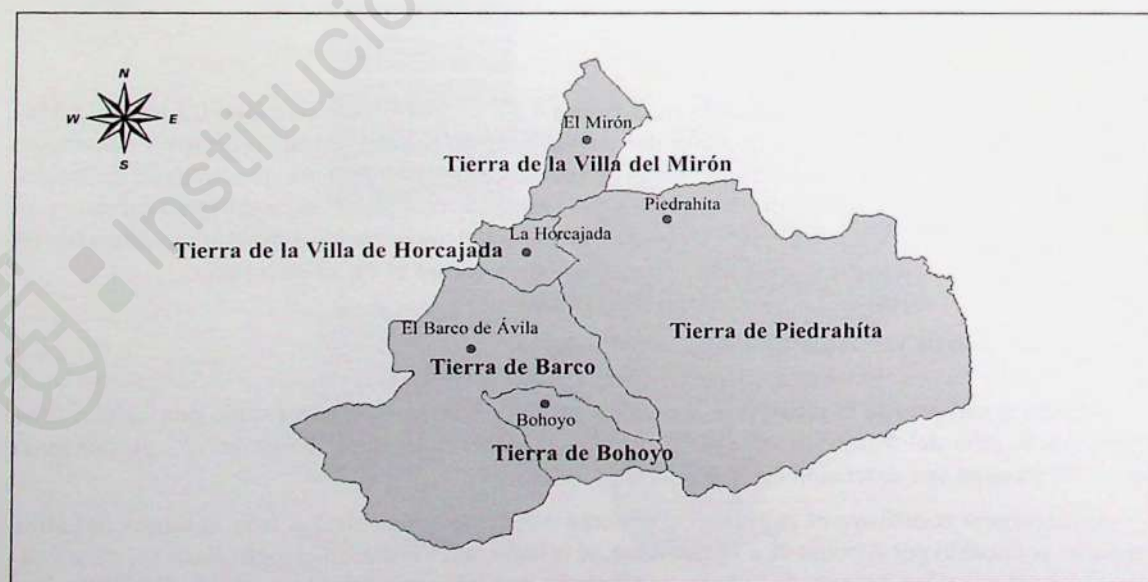 N
W E
S
El Mirón
Tierra de la Villa del Mirón
Piedrahíta
La Horcajada
Tierra de la Villa de Horcajada
El Barco de Ávila
Tierra de Piedrahíta
Tierra de Barco
Bohoyo
Tierra de Bohoyo